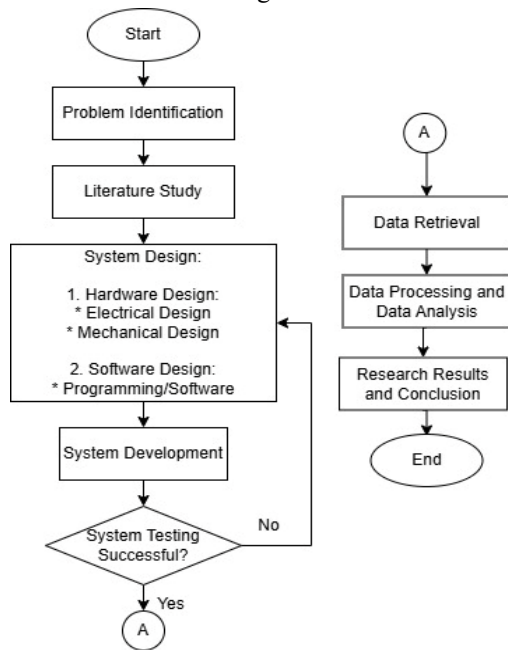 Start
Problem Identification
Literature Study
System Design:
1. Hardware Design:
* Electrical Design
* Mechanical Design
2. Software Design:
* Programming/Software
System Development
System Testing
Successful?
No
Yes
A
A
Data Retrieval
Data Processing and
Data Analysis
Research Results
and Conclusion
End